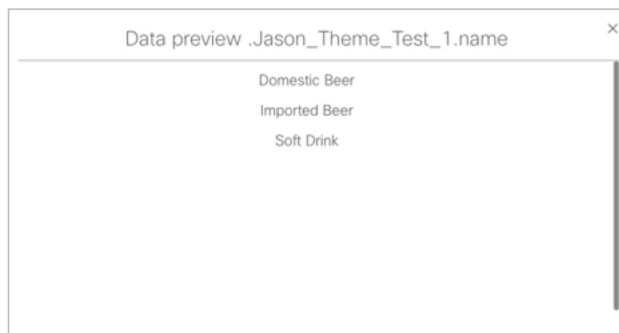 Data preview .Jason_Theme_Test_1.name
Domestic Beer
Imported Beer
Soft Drink